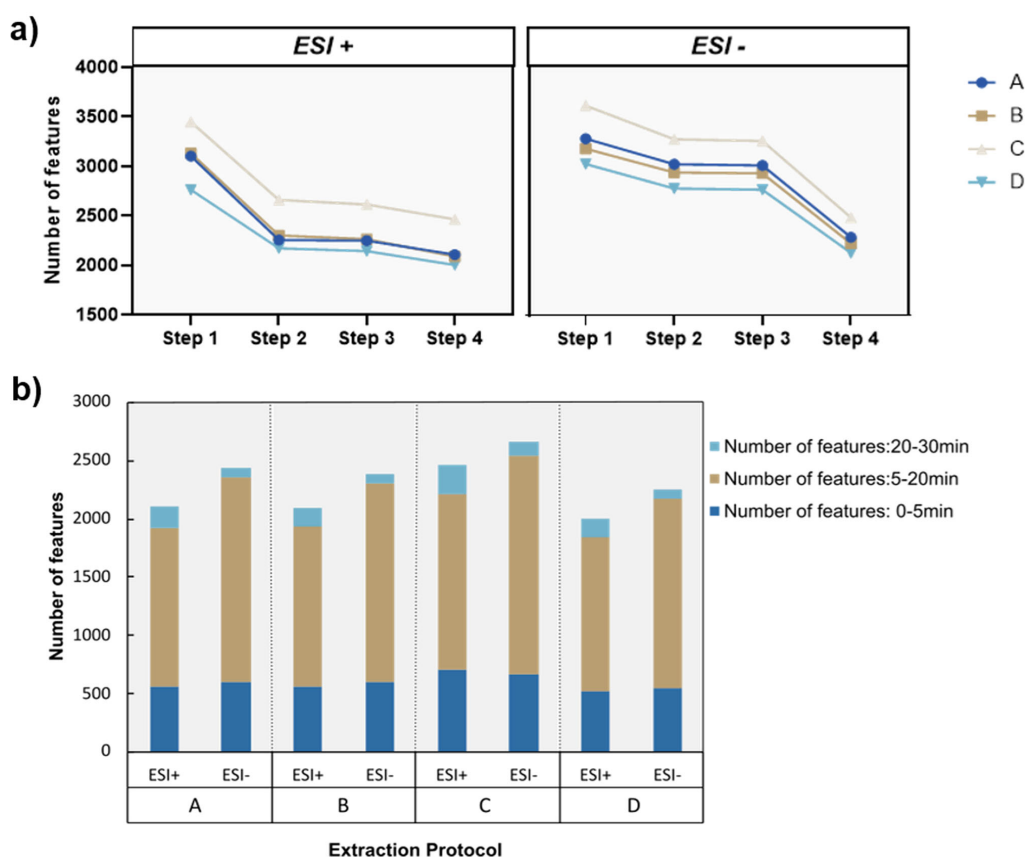 a)
ESI +
ESI -
Number of features
4000
3500
3000
2500
2000
1500
Step 1 Step 2 Step 3 Step 4
Step 1 Step 2 Step 3 Step 4
A
B
C
D
b)
Number of features
3000
2500
2000
1500
1000
500
0
Number of features:20-30min
Number of features:5-20min
Number of features: 0-5min
ESI+ ESI- ESI+ ESI- ESI+ ESI- ESI+ ESI-
A B C D
Extraction Protocol